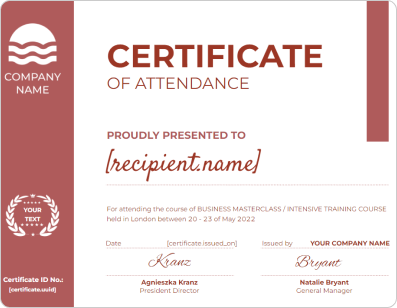 COMPANY
NAME
CERTIFICATE
OF ATTENDANCE
PROUDLY PRESENTED TO
[recipient.name]
For attending the course of BUSINESS MASTERCLASS / INTENSIVE TRAINING COURSE
held in London between 20 - 23 of May 2022
YOUR
TEXT
Date [certificate.issued_on] Issued by YOUR COMPANY NAME
Kranz Bryant
Agnieszka Kranz Natalie Bryant
President Director General Manager
Certificate ID No.:
[certificate.uuid]